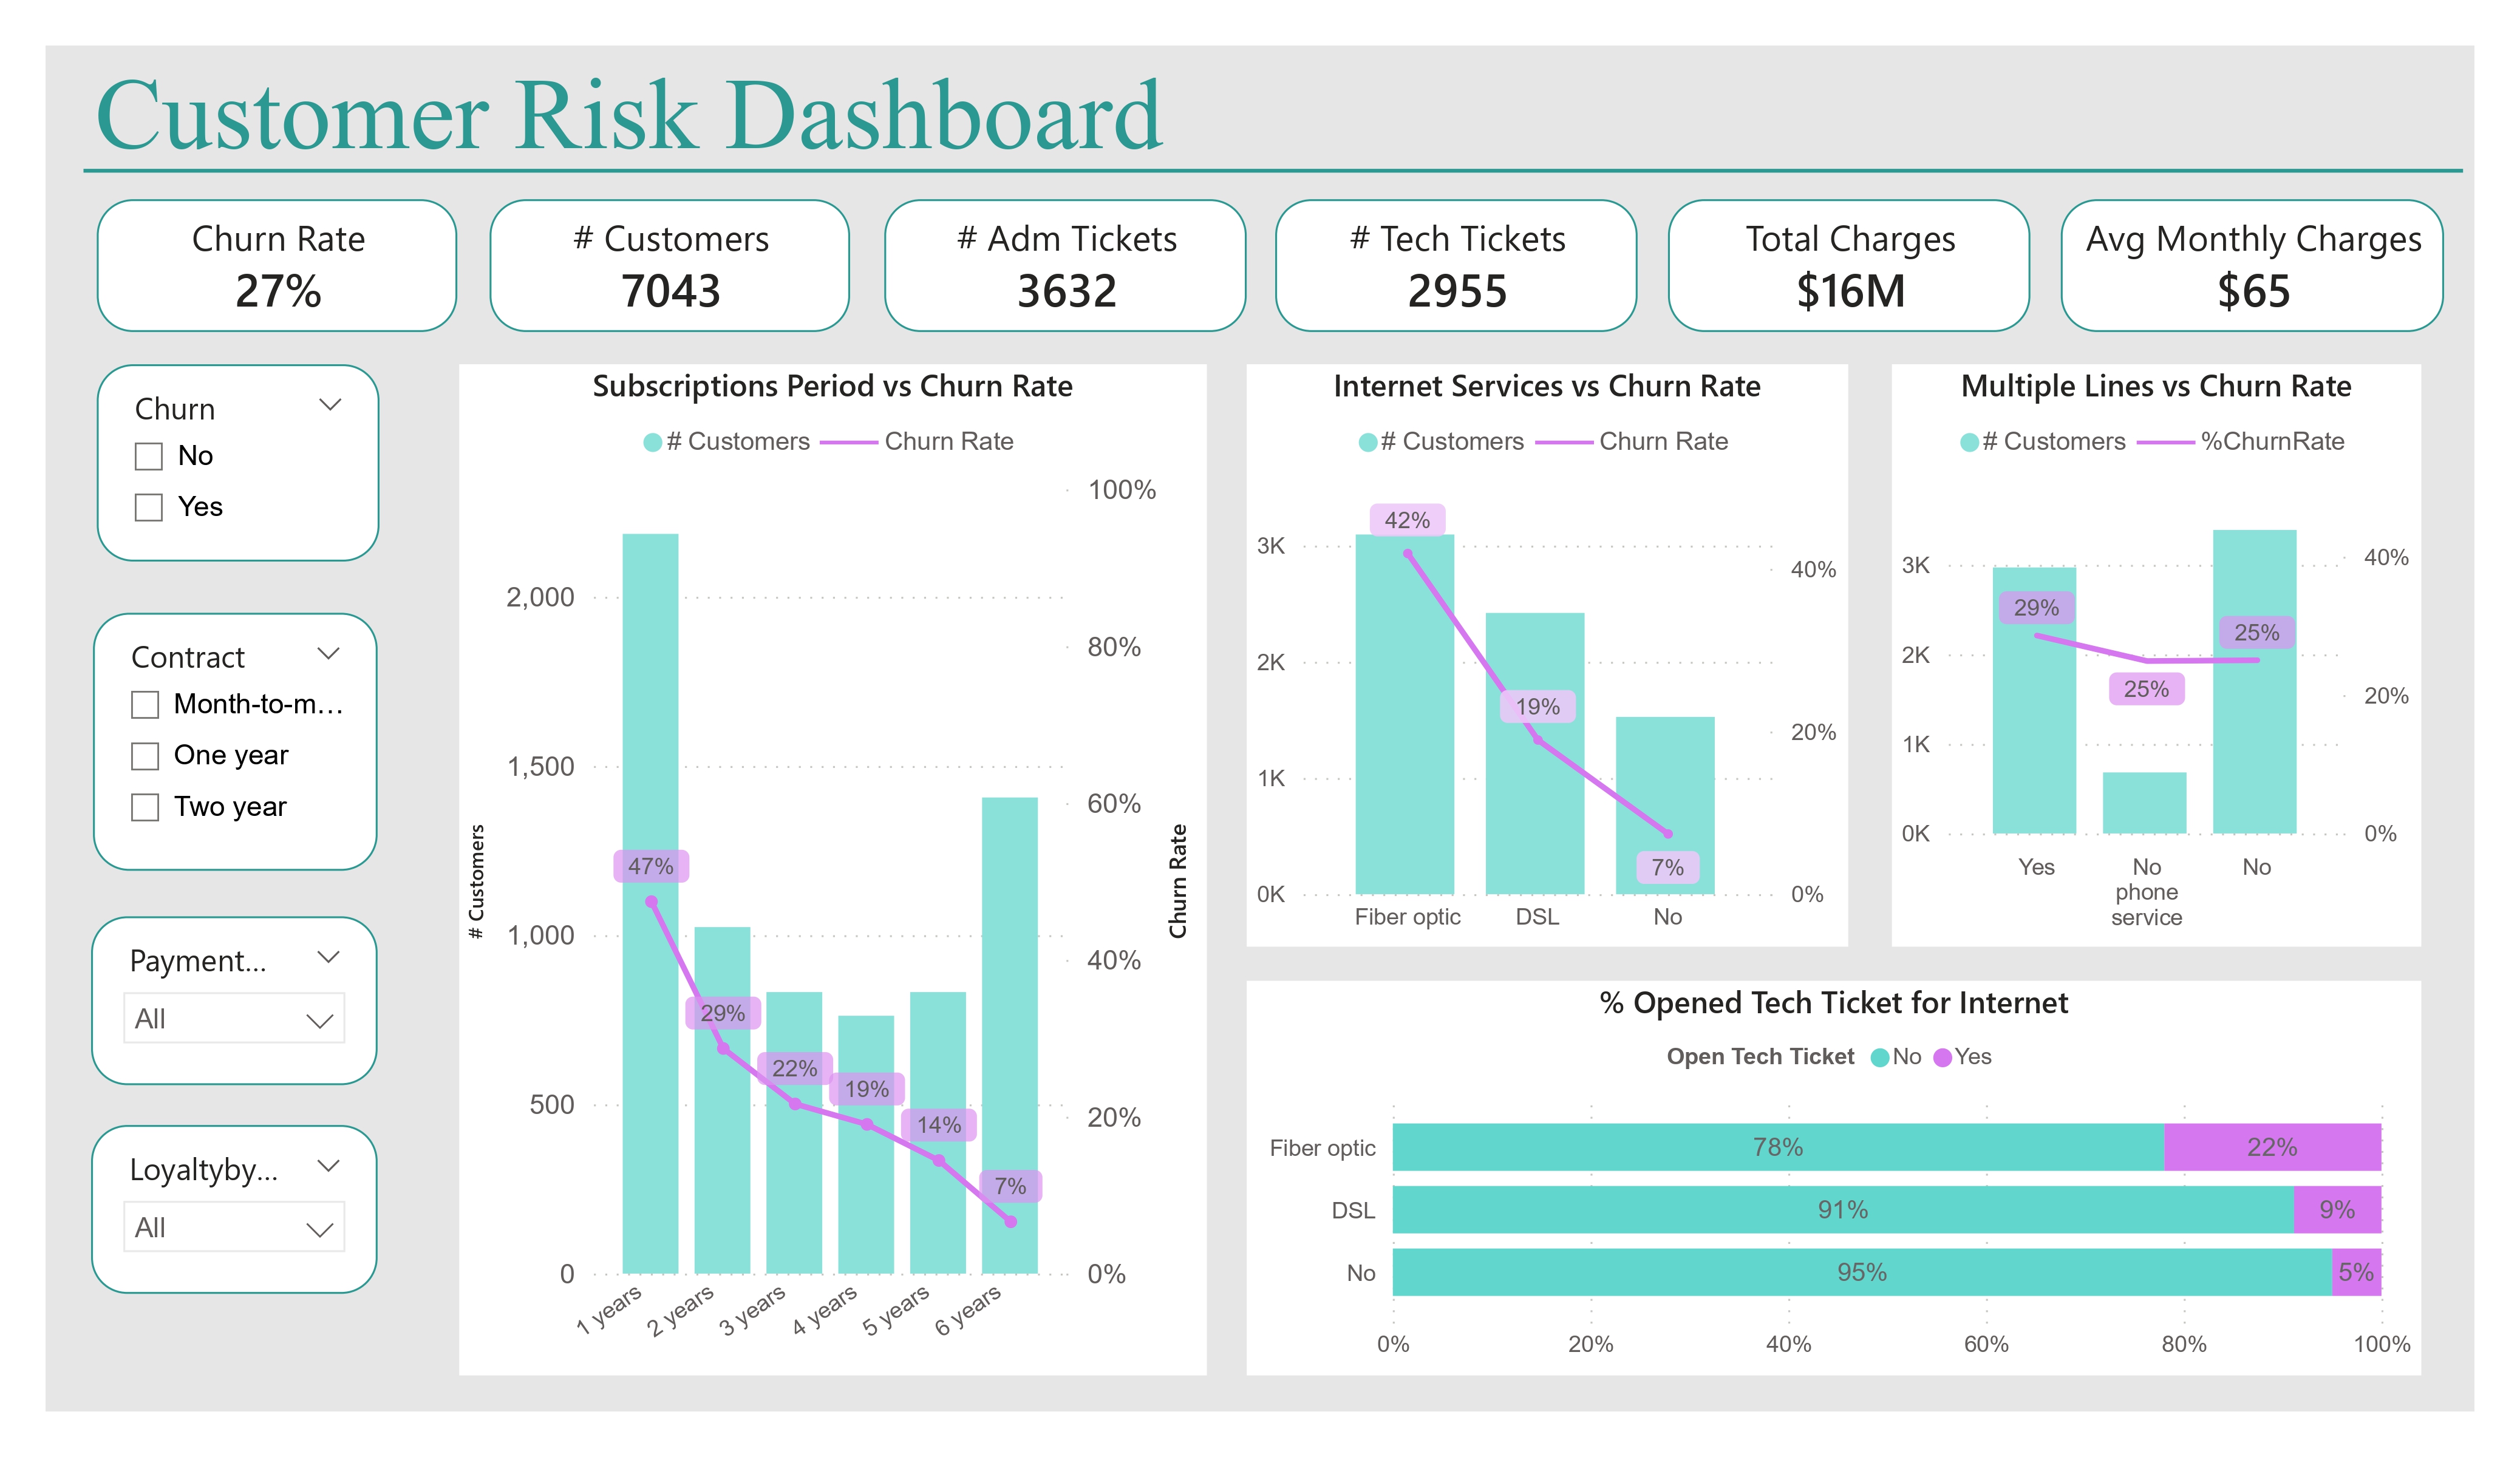 Customer Risk Dashboard
Churn Rate
27%
# Customers
7043
# Adm Tickets
3632
# Tech Tickets
2955
Total Charges
$16M
Avg Monthly Charges
$65
Churn
No
Yes
Contract
Month-to-m...
One year
Two year
Payment...
All
Loyaltyby...
All
Subscriptions Period vs Churn Rate
# Customers Churn Rate
100%
2,000
80%
1,500
60%
# Customers
Churn Rate
47%
1,000
40%
29%
22%
19%
500
20%
14%
7%
0
0%
1 years
2 years
3 years
4 years
5 years
6 years
Internet Services vs Churn Rate
# Customers Churn Rate
42%
3K
40%
2K
19%
20%
1K
7%
0K
0%
Fiber optic DSL No
Multiple Lines vs Churn Rate
# Customers %ChurnRate
40%
3K
29%
25%
2K
25%
20%
1K
0K
0%
Yes No No
phone
service
% Opened Tech Ticket for Internet
Open Tech Ticket No Yes
Fiber optic 78% 22%
DSL 91% 9%
No 95% 5%
0% 20% 40% 60% 80% 100%